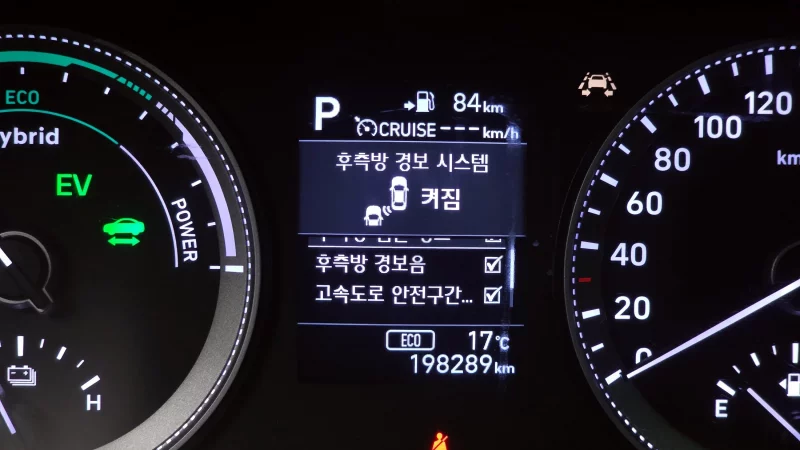 ECO
ybrid
EV
POWER
H
P
84km
CRUISE ---km/h
후측방 경보 시스템
켜짐
후측방 경보음
고속도로 안전구간...
ECO 17°C
198289km
120
100
80
60
40
20
0
km
E